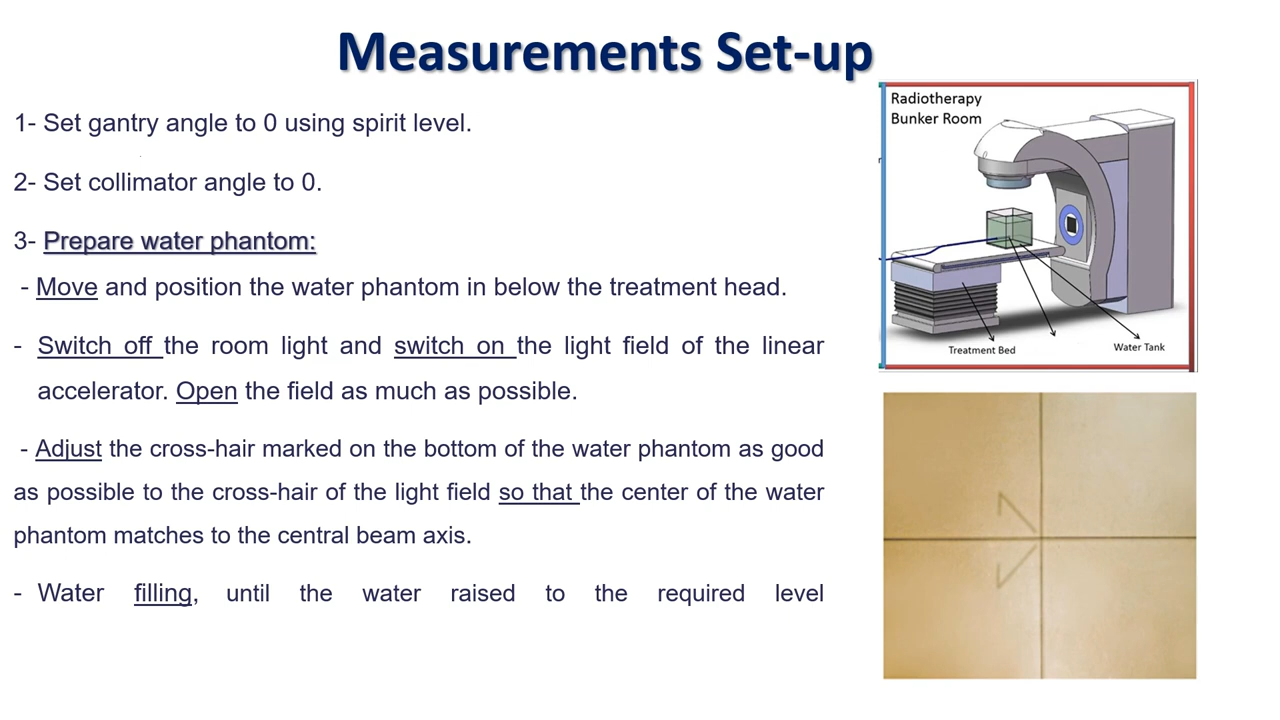 Measurements Set-up
1- Set gantry angle to 0 using spirit level.
2- Set collimator angle to 0.
3- Prepare water phantom:
- Move and position the water phantom in below the treatment head.
- Switch off the room light and switch on the light field of the linear
accelerator. Open the field as much as possible.
- Adjust the cross-hair marked on the bottom of the water phantom as good
as possible to the cross-hair of the light field so that the center of the water
phantom matches to the central beam axis.
- Water filling, until the water raised to the required level
Radiotherapy
Bunker Room
Treatment Bed
Water Tank